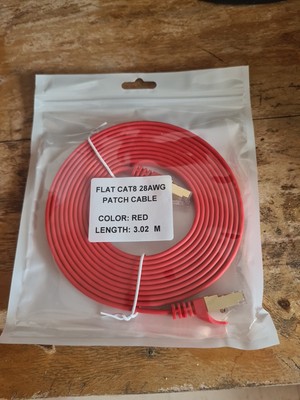 FLAT CAT8 28AWG
PATCH CABLE
COLOR: RED
LENGTH: 3.02 M